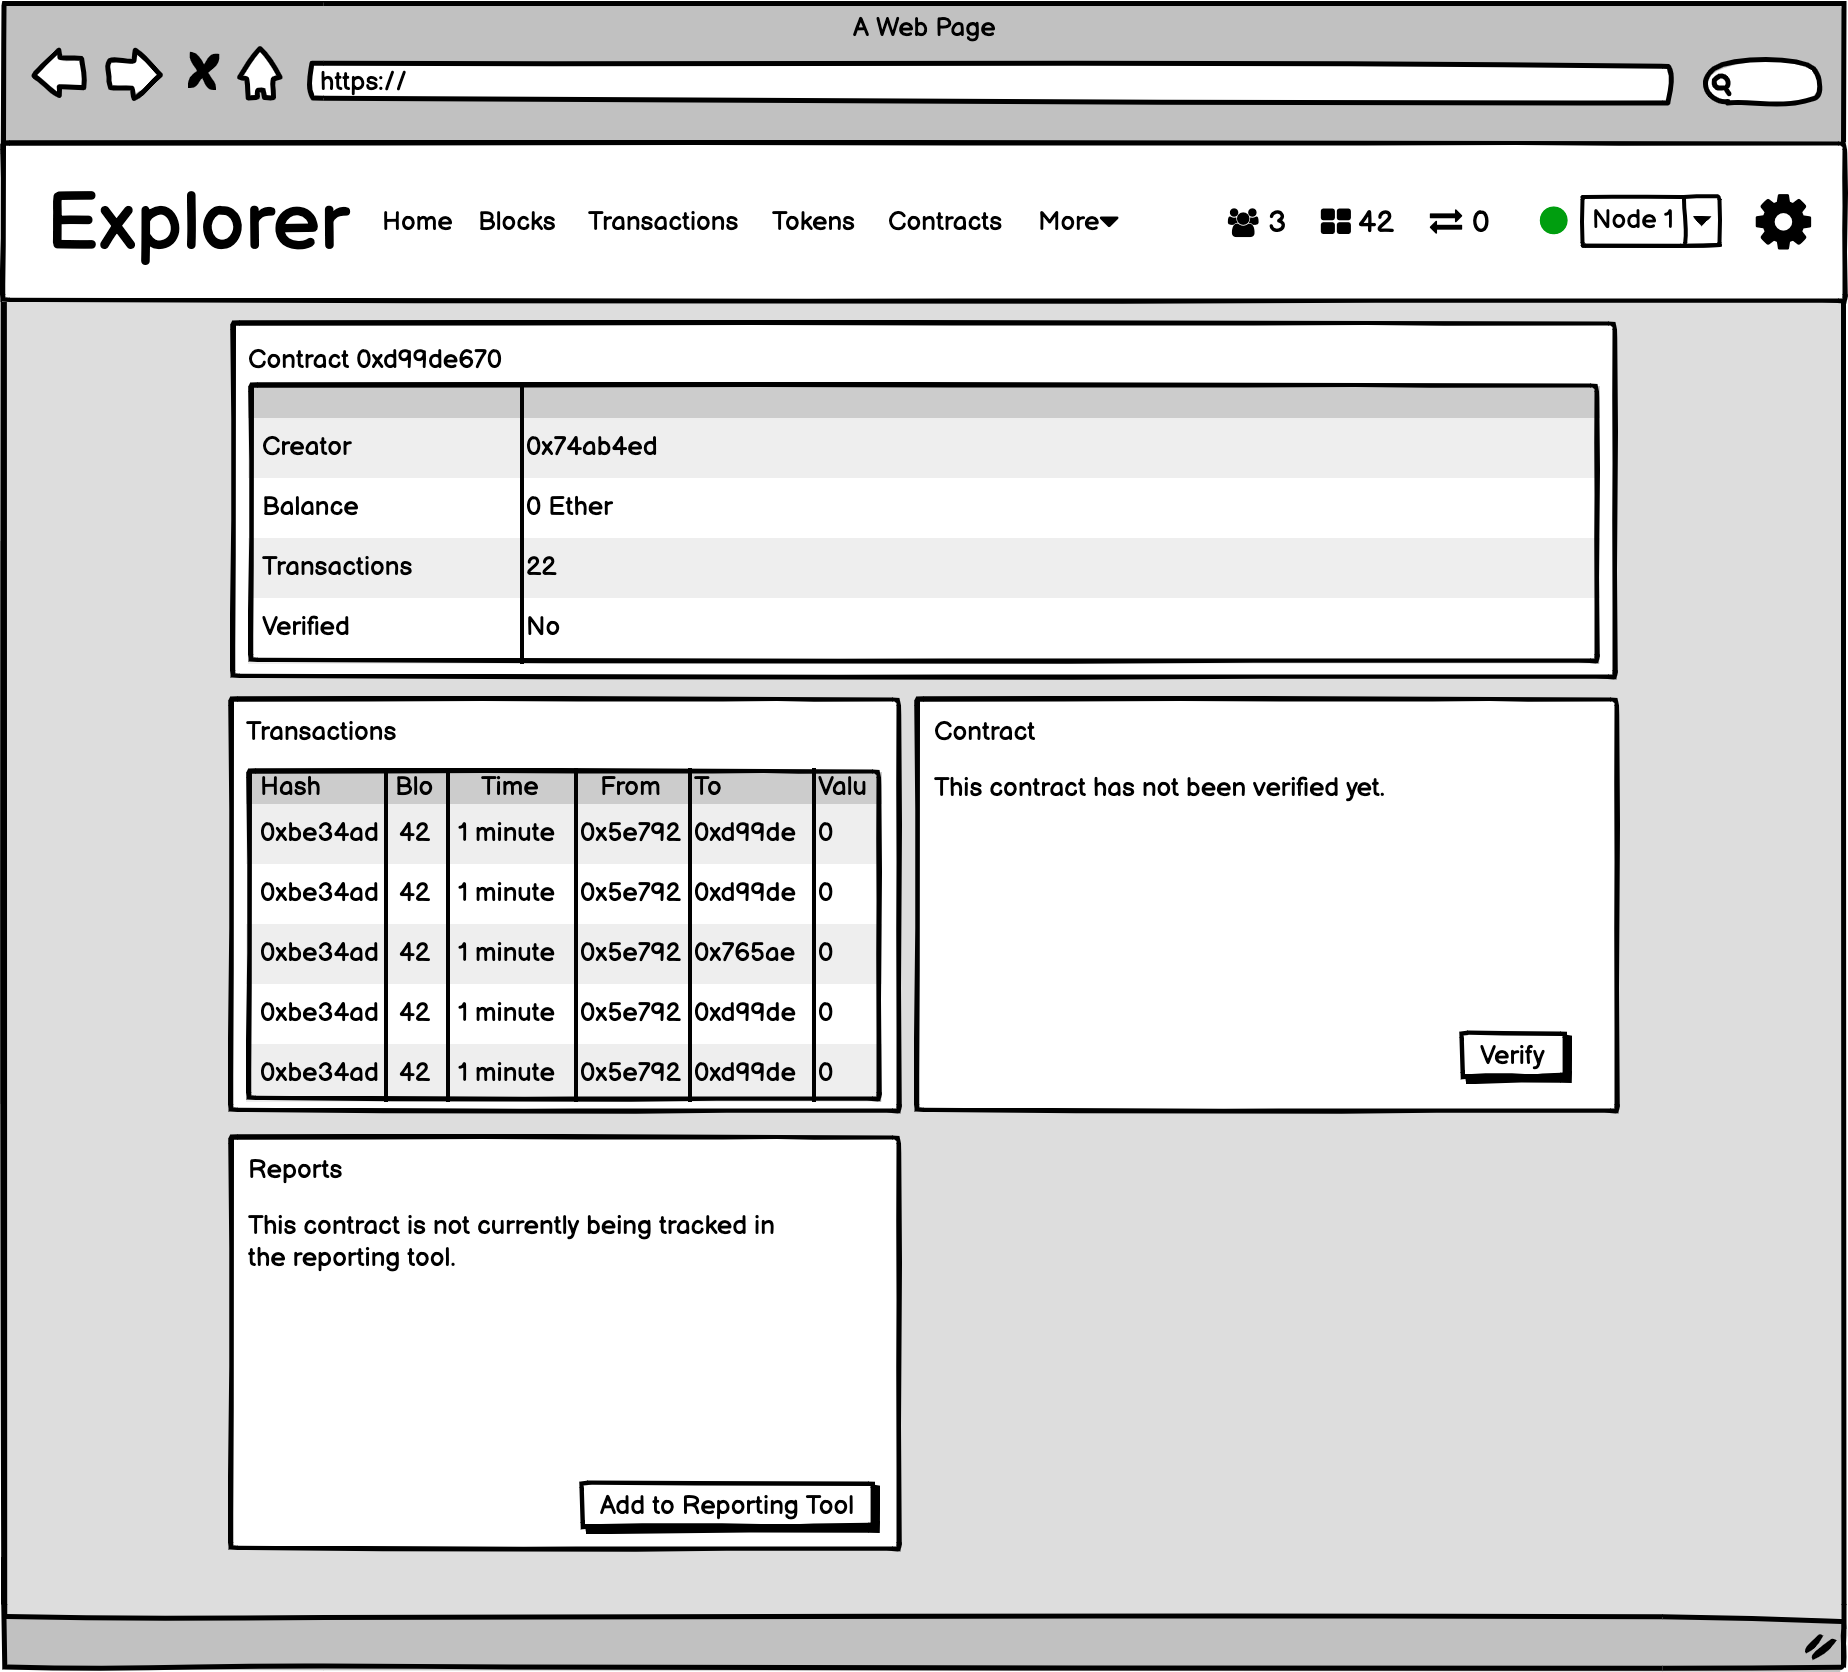 A Web Page
https://
Explorer Home Blocks Transactions Tokens Contracts More 3 42 0 Node 1
Contract 0xd99de670
Creator 0x74ab4ed
Balance 0 Ether
Transactions 22
Verified No
Transactions
Hash Blo Time From To Valu
0xbe34ad 42 1 minute 0x5e792 0xd99de 0
0xbe34ad 42 1 minute 0x5e792 0xd99de 0
0xbe34ad 42 1 minute 0x5e792 0x765ae 0
0xbe34ad 42 1 minute 0x5e792 0xd99de 0
0xbe34ad 42 1 minute 0x5e792 0xd99de 0
Contract
This contract has not been verified yet.
Verify
Reports
This contract is not currently being tracked in
the reporting tool.
Add to Reporting Tool